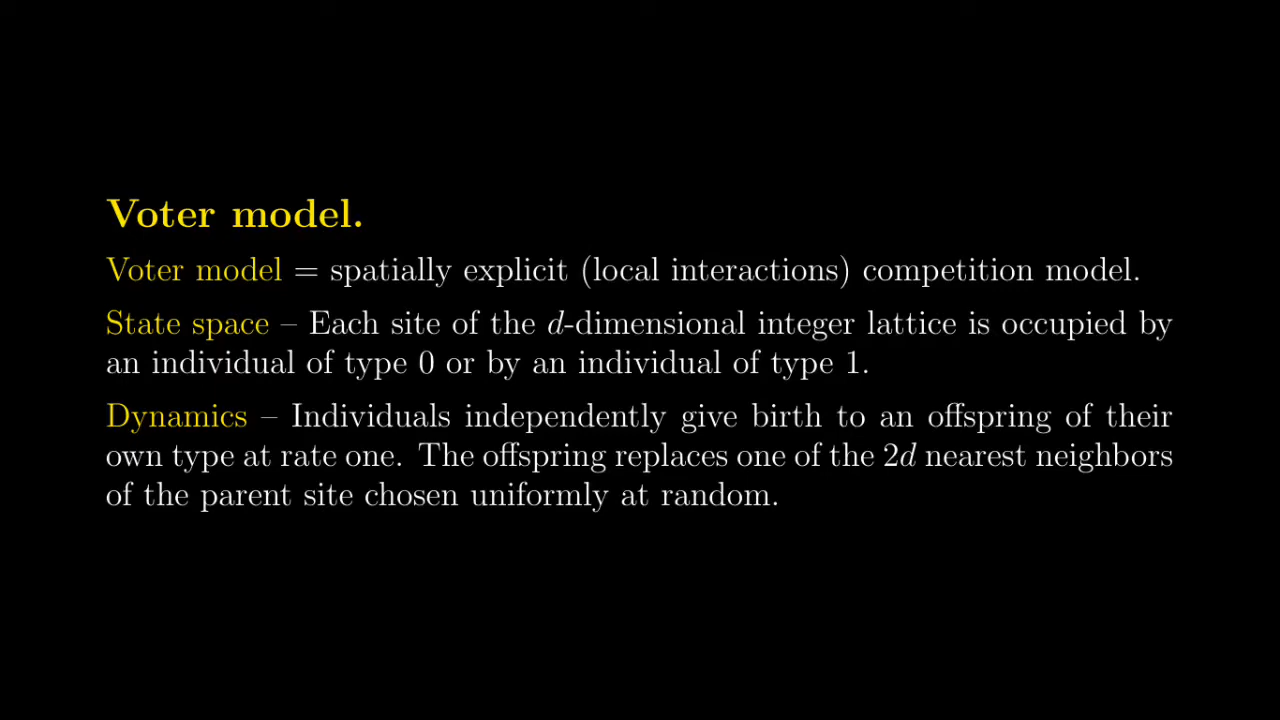 Voter model.
Voter model = spatially explicit (local interactions) competition model.
State space – Each site of the d-dimensional integer lattice is occupied by
an individual of type 0 or by an individual of type 1.
Dynamics – Individuals independently give birth to an offspring of their
own type at rate one. The offspring replaces one of the 2d nearest neighbors
of the parent site chosen uniformly at random.